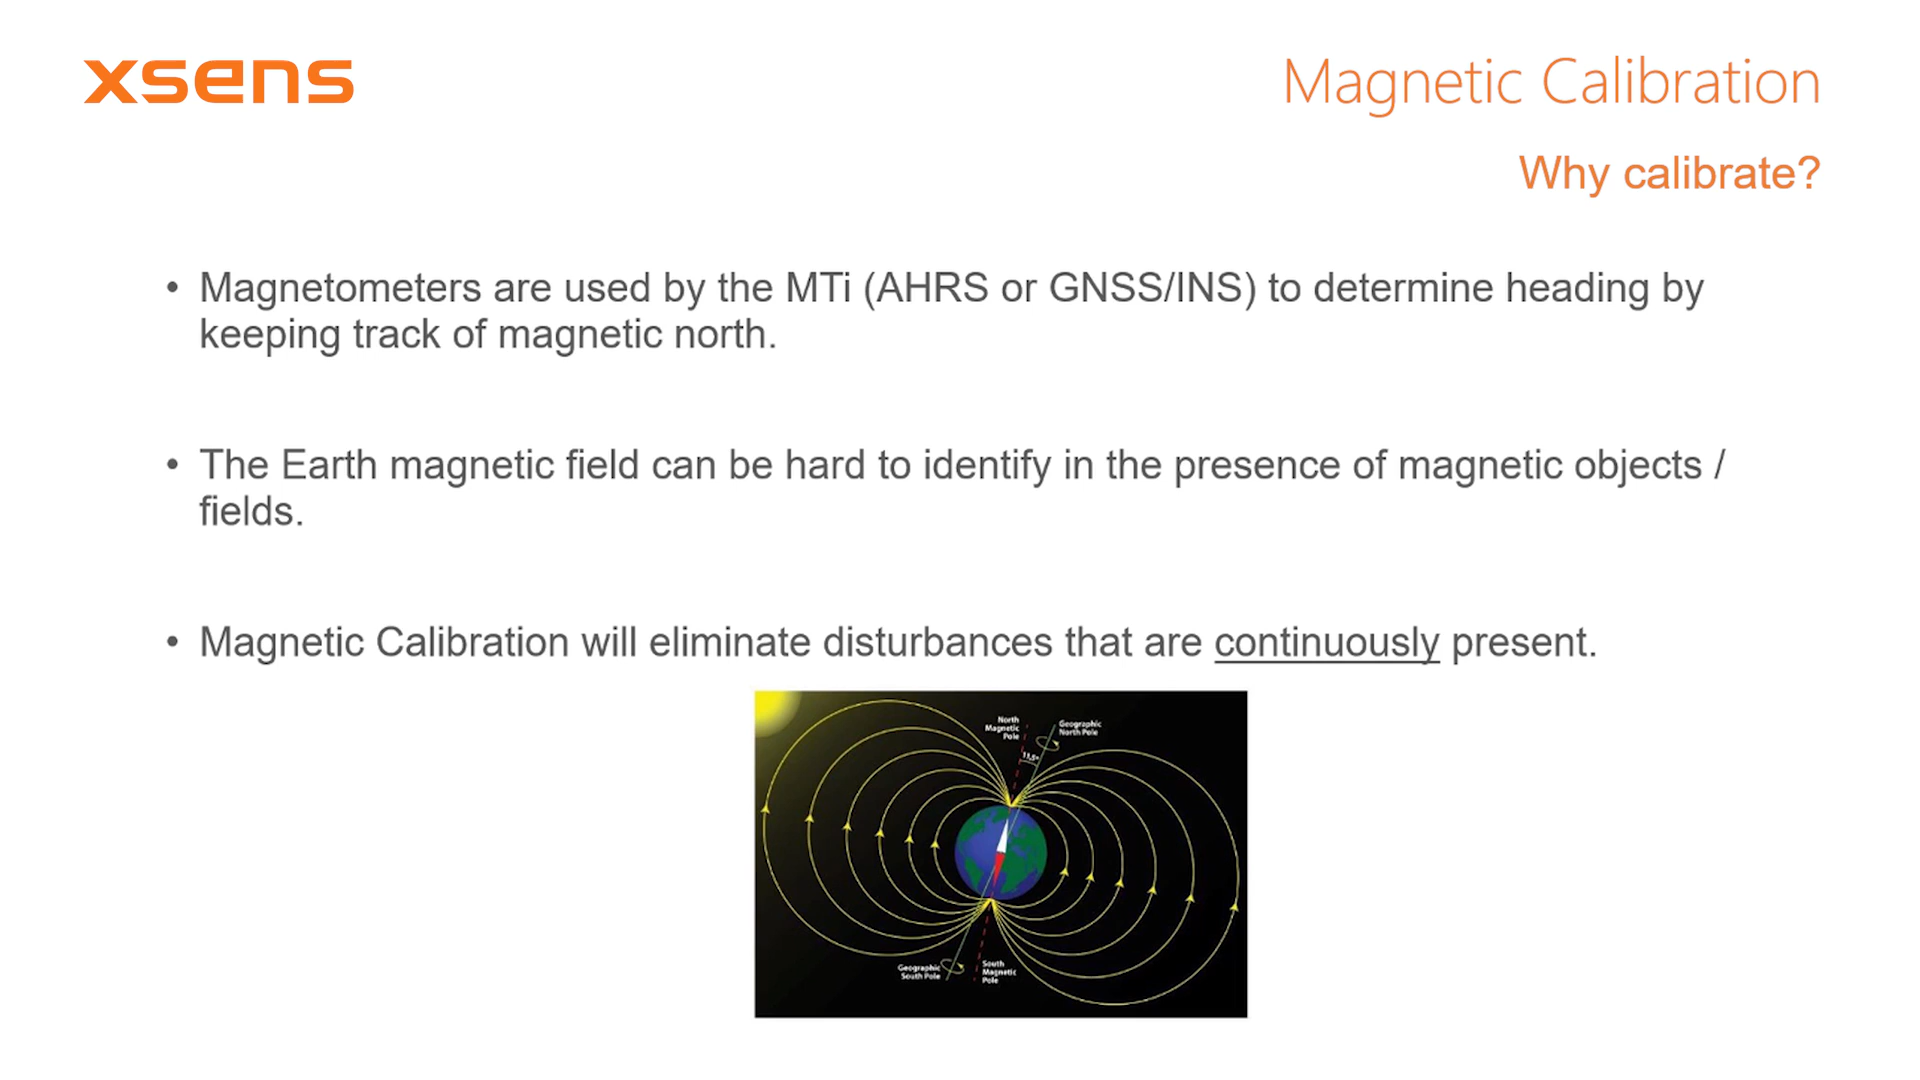 xsens
Magnetic Calibration
Why calibrate?
• Magnetometers are used by the MTi (AHRS or GNSS/INS) to determine heading by
keeping track of magnetic north.
• The Earth magnetic field can be hard to identify in the presence of magnetic objects /
fields.
• Magnetic Calibration will eliminate disturbances that are continuously present.
North
Magnetic
Pole
Geographic
North Pole
11,5°
Geographic
South Pole
South
Magnetic
Pole